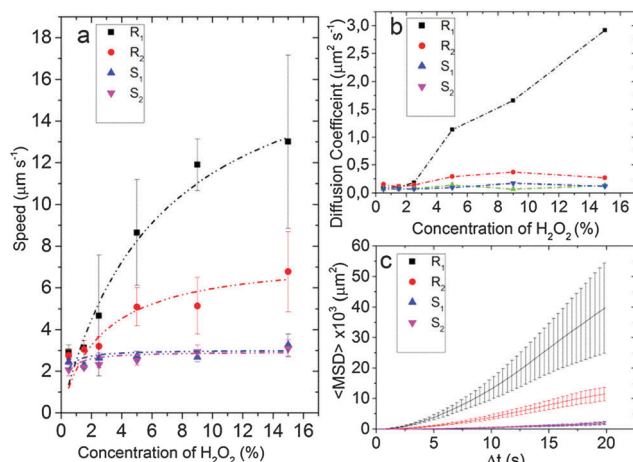 a
R₁
R₂
S₁
S₂
Speed (μm s⁻¹)
18
16
14
12
10
8
6
4
2
0
0 2 4 6 8 10 12 14 16
Concentration of H₂O₂ (%)
b
R₁
R₂
S₁
S₂
Diffusion Coefficeint (μm² s⁻¹)
3,0
2,5
2,0
1,5
1,0
0,5
0,0
0 2 4 6 8 10 12 14 16
Concentration of H₂O₂ (%)
c
R₁
R₂
S₁
S₂
<MSD> x10³ (μm²)
60
50
40
30
20
10
0
0 5 10 15 20
Δt (s)